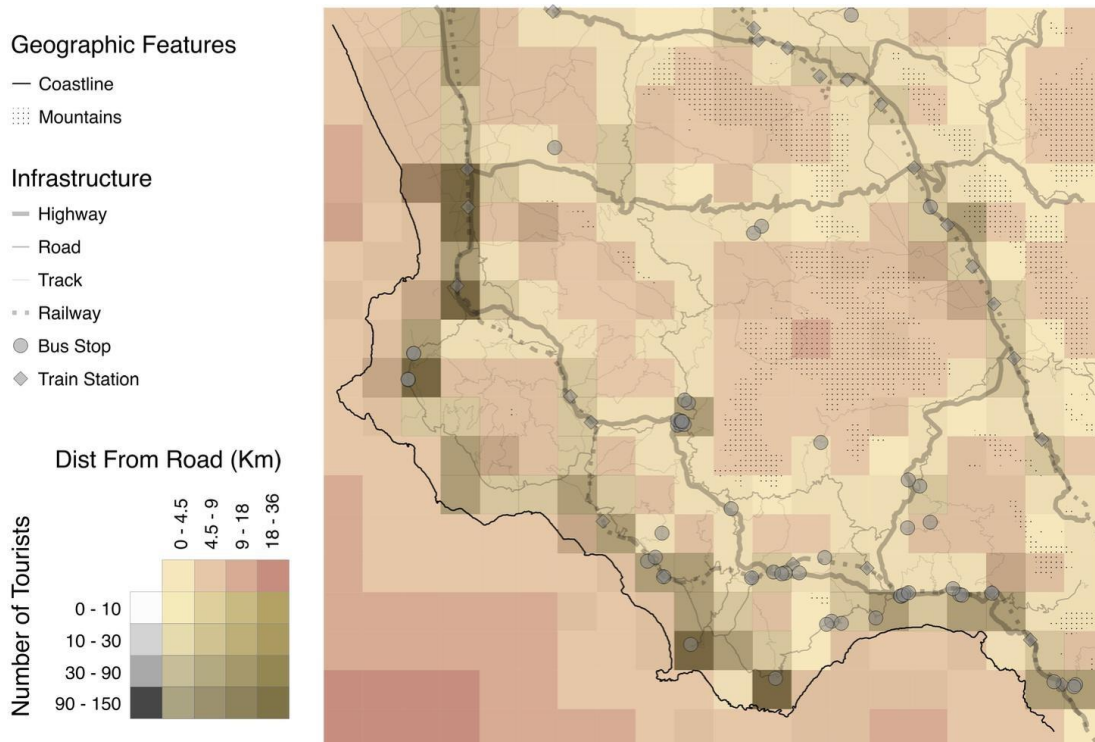 Geographic Features
Coastline
Mountains
Infrastructure
Highway
Road
Track
Railway
Bus Stop
Train Station
Dist From Road (Km)
0 - 4.5
4.5 - 9
9 - 18
18 - 36
Number of Tourists
0 - 10
10 - 30
30 - 90
90 - 150